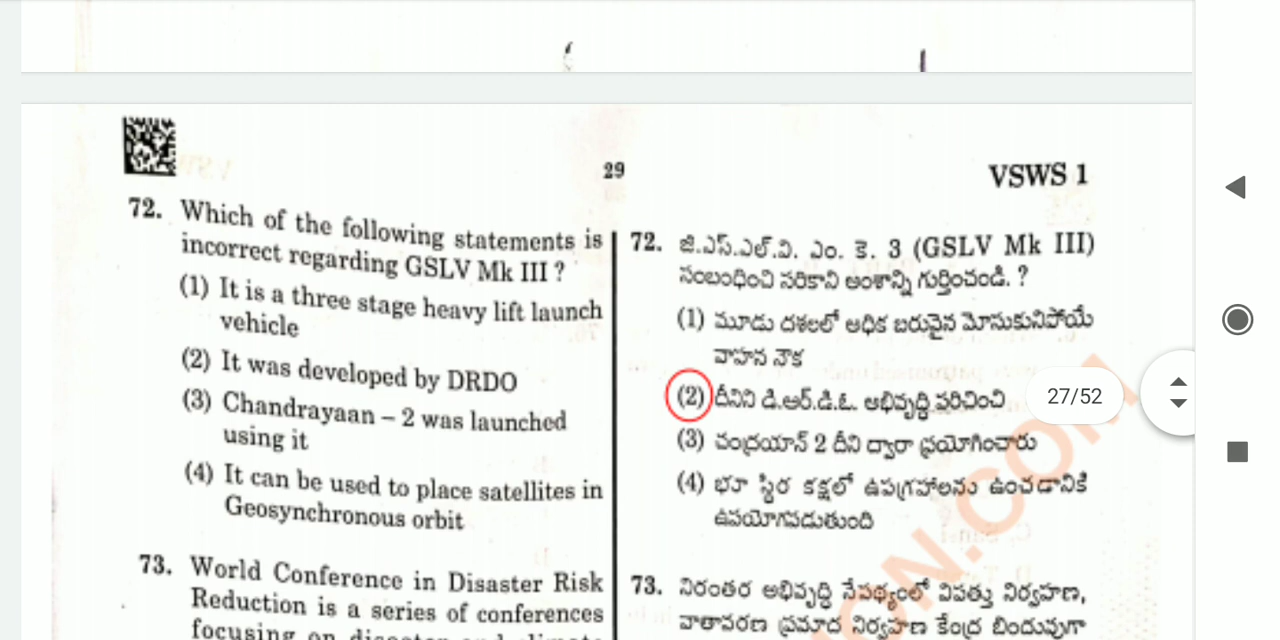 29
VSWS 1
72. Which of the following statements is
incorrect regarding GSLV Mk III ?
(1) It is a three stage heavy lift launch
vehicle
(2) It was developed by DRDO
(3) Chandrayaan – 2 was launched
using it
(4) It can be used to place satellites in
Geosynchronous orbit
73. World Conference in Disaster Risk
Reduction is a series of conferences
focusing on
72. జి.ఎస్.ఎల్.వి. ఎం. కె. 3 (GSLV Mk III)
సంబంధించి సరికాని అంశాన్ని గుర్తించండి. ?
(1) మూడు దశలలో అధిక బరువైన మోసుకునిపోయే
వాహన నౌక
(2) దీనిని డి.ఆర్.డి.ఓ. అభివృద్ధి పరిచింది
(3) చంద్రయాన్ 2 దీని ద్వారా ప్రయోగించారు
(4) భూ స్థిర కక్షలో ఉపగ్రహాలను ఉంచడానికి
ఉపయోగపడుతుంది
73. నిరంతర అభివృద్ధి నేపథ్యంలో విపత్తు నిర్వహణ,
వాతావరణ ప్రమాద నిర్వహణ కేంద్ర బిందువుగా
27/52